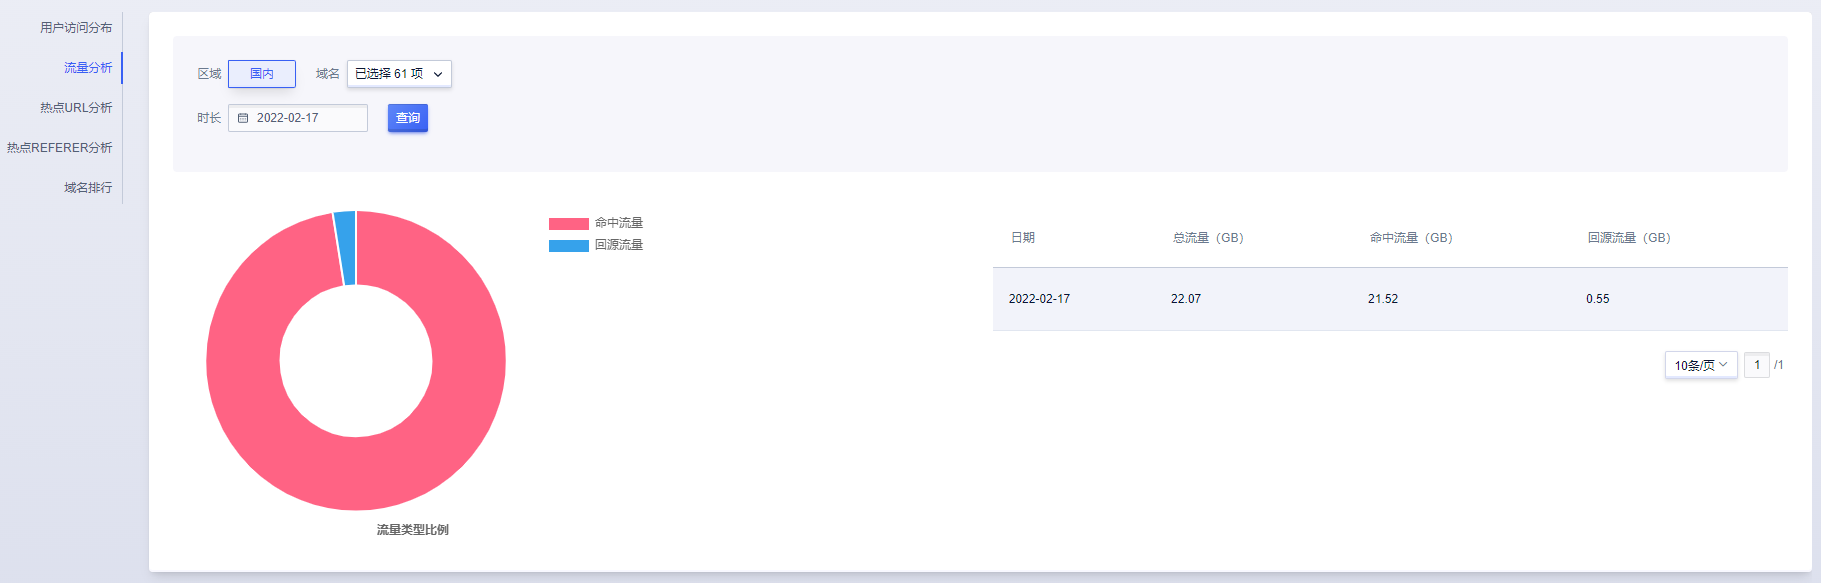 用户访问分布
流量分析
热点URL分析
热点REFERER分析
域名排行
区域 国内 域名 已选择 61 项
时长 2022-02-17 查询
命中流量
回源流量
流量类型比例
日期 总流量（GB） 命中流量（GB） 回源流量（GB）
2022-02-17 22.07 21.52 0.55
10条/页 1 /1